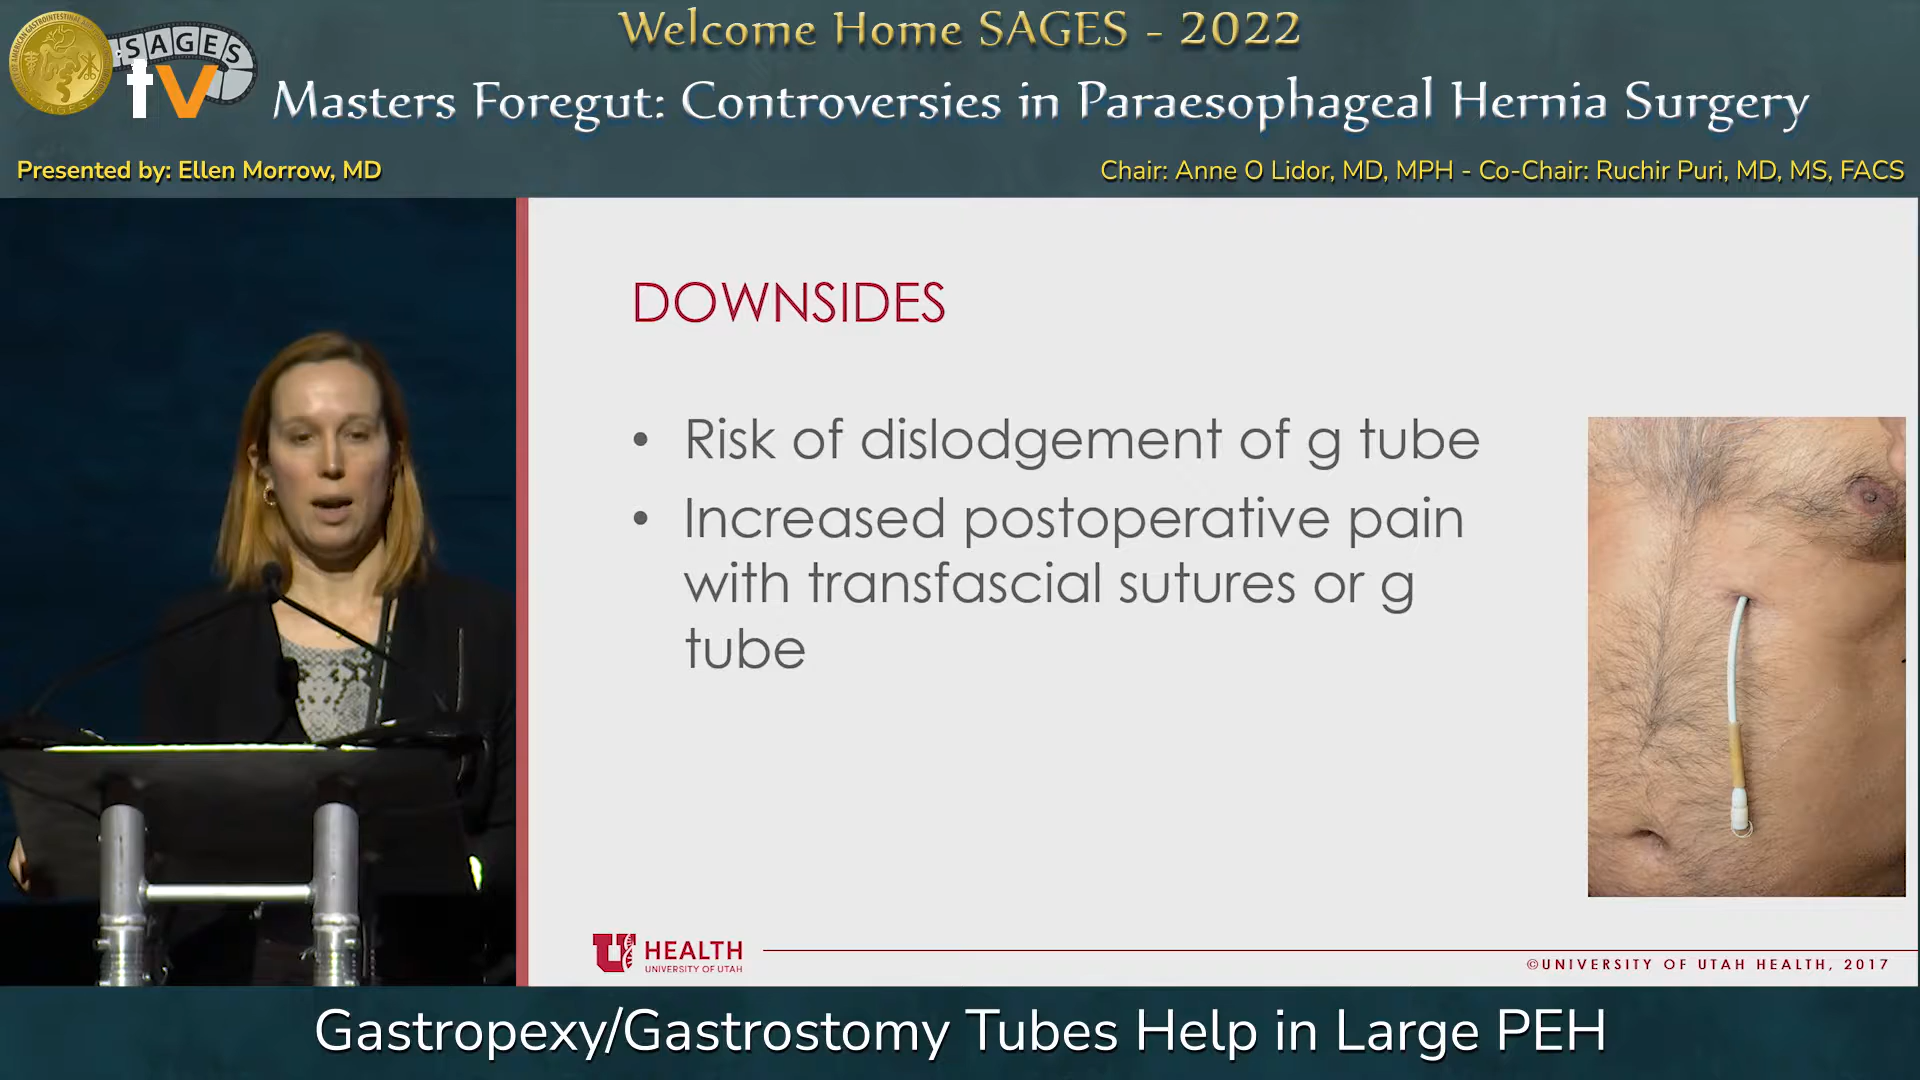 Welcome Home SAGES - 2022
SAGES
tv
Masters Foregut: Controversies in Paraesophageal Hernia Surgery
Presented by: Ellen Morrow, MD
Chair: Anne O Lidor, MD, MPH - Co-Chair: Ruchir Puri, MD, MS, FACS
DOWNSIDES
• Risk of dislodgement of g tube
• Increased postoperative pain
with transfascial sutures or g
tube
U HEALTH
UNIVERSITY OF UTAH
©UNIVERSITY OF UTAH HEALTH, 2017
Gastropexy/Gastrostomy Tubes Help in Large PEH